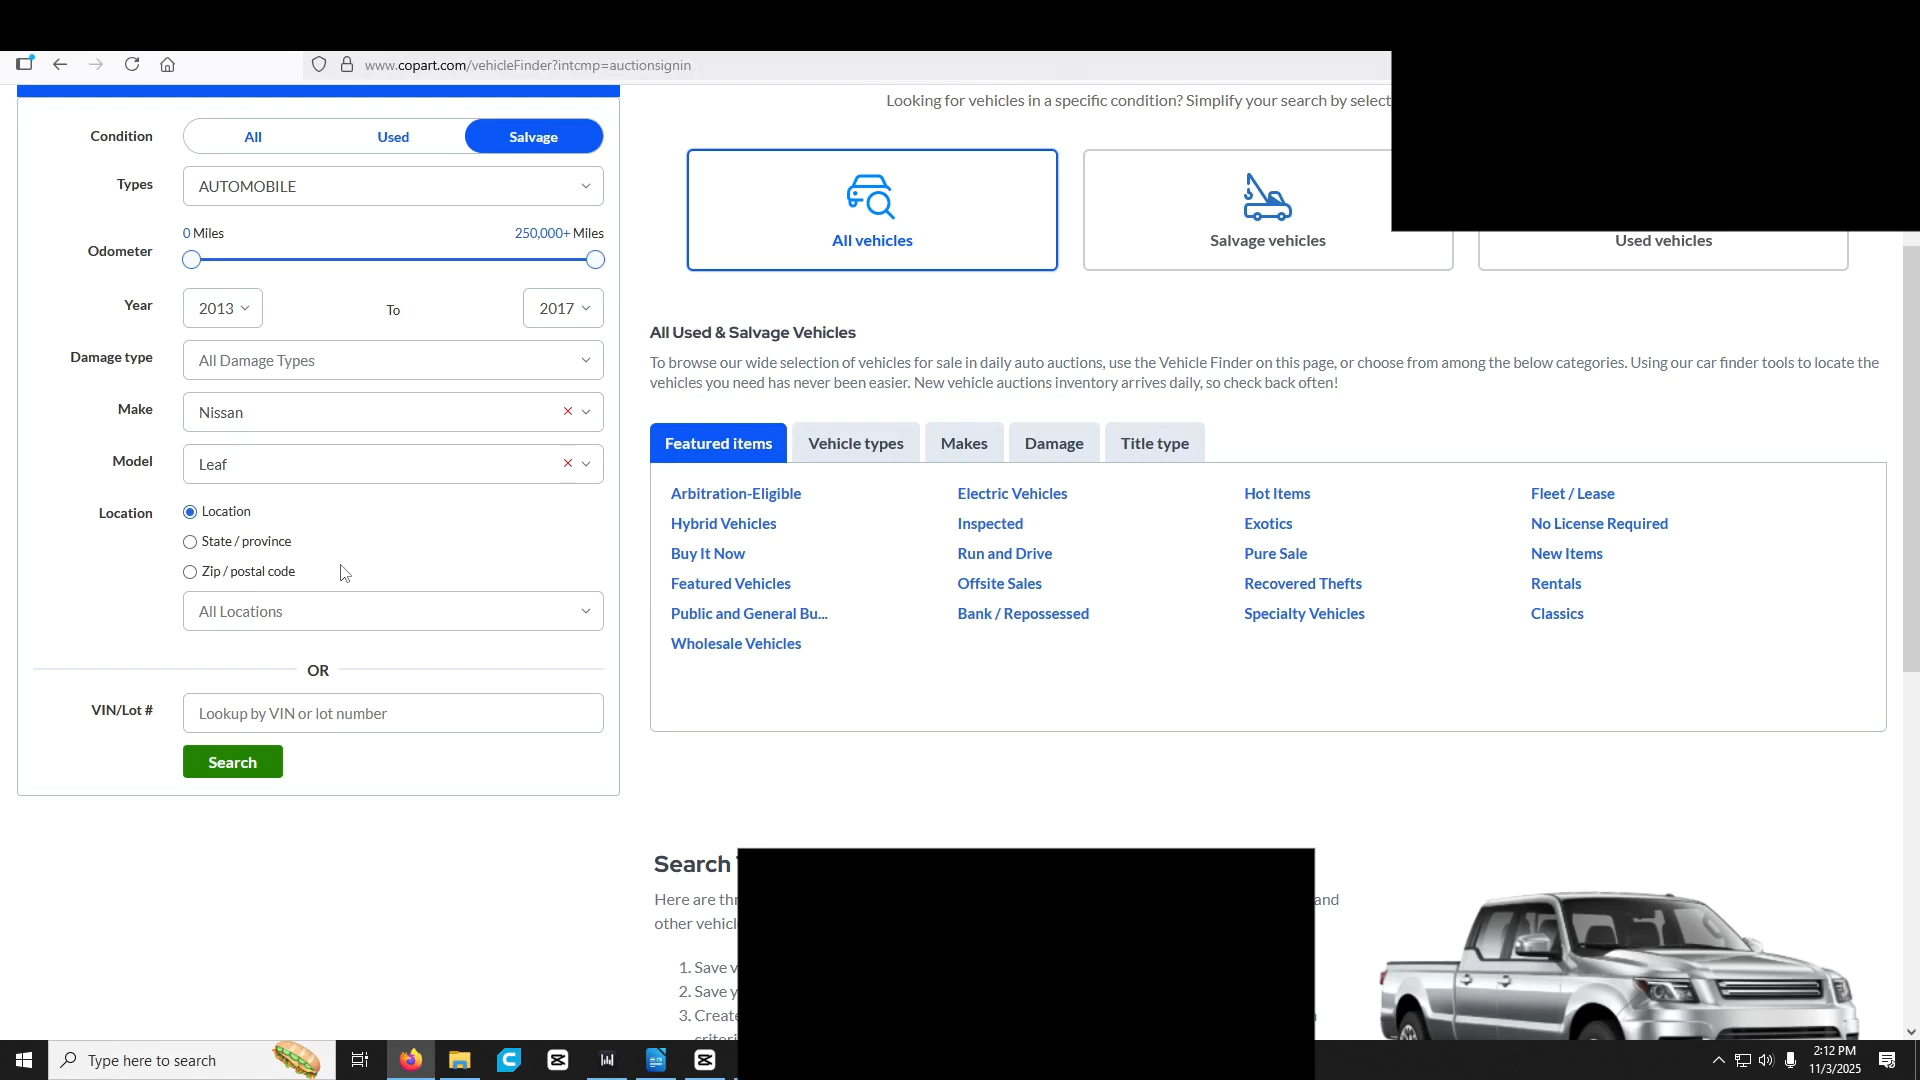 www.copart.com/vehicleFinder?intcmp=auctionsignin
Condition
All
Used
Salvage
Types
AUTOMOBILE
0 Miles
250,000+ Miles
Odometer
Year
2013
To
2017
Damage type
All Damage Types
Make
Nissan
Model
Leaf
Location
Location
State / province
Zip / postal code
All Locations
OR
VIN/Lot #
Lookup by VIN or lot number
Search
Looking for vehicles in a specific condition? Simplify your search by select
All vehicles
Salvage vehicles
Used vehicles
All Used & Salvage Vehicles
To browse our wide selection of vehicles for sale in daily auto auctions, use the Vehicle Finder on this page, or choose from among the below categories. Using our car finder tools to locate the
vehicles you need has never been easier. New vehicle auctions inventory arrives daily, so check back often!
Featured items
Vehicle types
Makes
Damage
Title type
Arbitration-Eligible
Electric Vehicles
Hot Items
Fleet / Lease
Hybrid Vehicles
Inspected
Exotics
No License Required
Buy It Now
Run and Drive
Pure Sale
New Items
Featured Vehicles
Offsite Sales
Recovered Thefts
Rentals
Public and General Bu...
Bank / Repossessed
Specialty Vehicles
Classics
Wholesale Vehicles
Search
Here are thr
and
other vehicl
1. Save v
2. Save y
3. Create
Type here to search
2:12 PM
11/3/2025